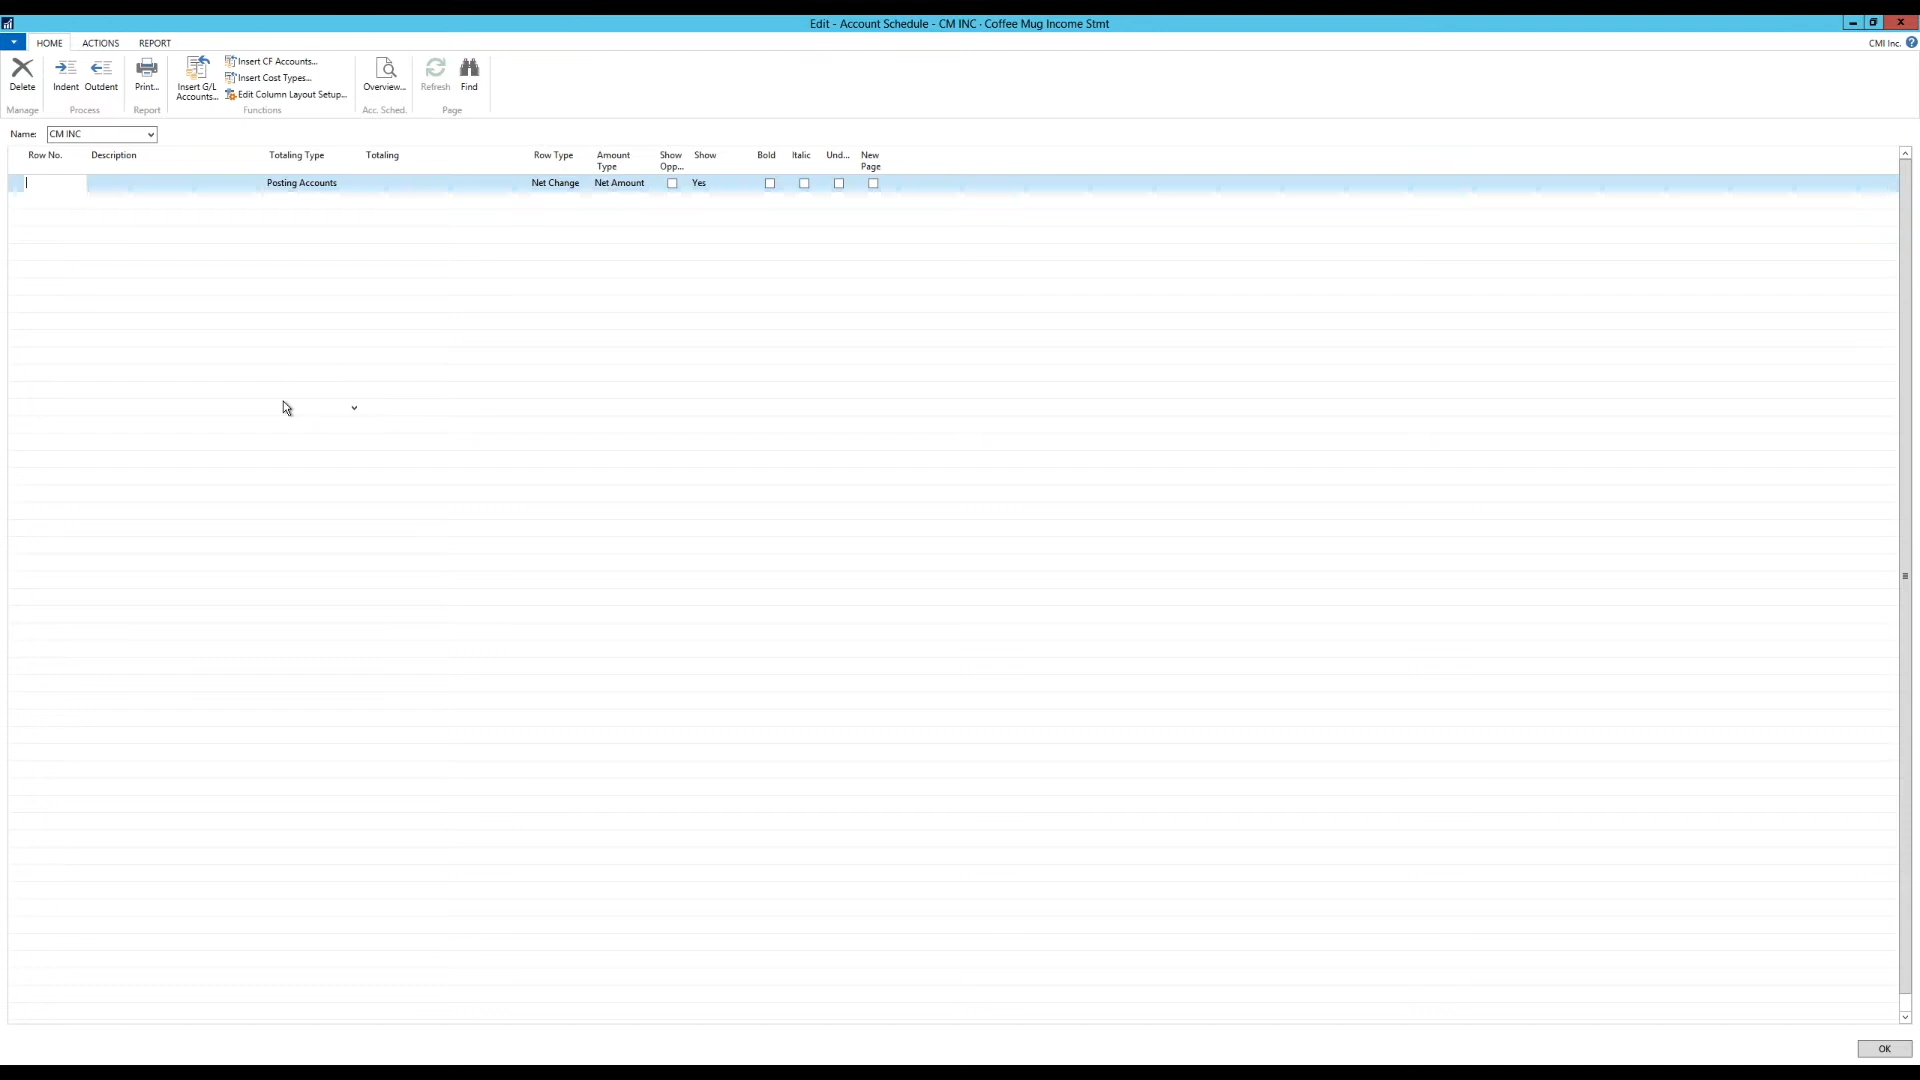 Edit - Account Schedule - CM INC · Coffee Mug Income Stmt
HOME ACTIONS REPORT
CMI Inc.
Delete
Indent
Outdent
Print...
Insert G/L Accounts...
Insert CF Accounts...
Insert Cost Types...
Edit Column Layout Setup...
Overview...
Refresh
Find
Manage
Process
Report
Functions
Acc. Sched.
Page
Name: CM INC
Row No. Description Totaling Type Totaling Row Type Amount Type Show Opp... Show Bold Italic Und... New Page
Posting Accounts Net Change Net Amount Yes
OK